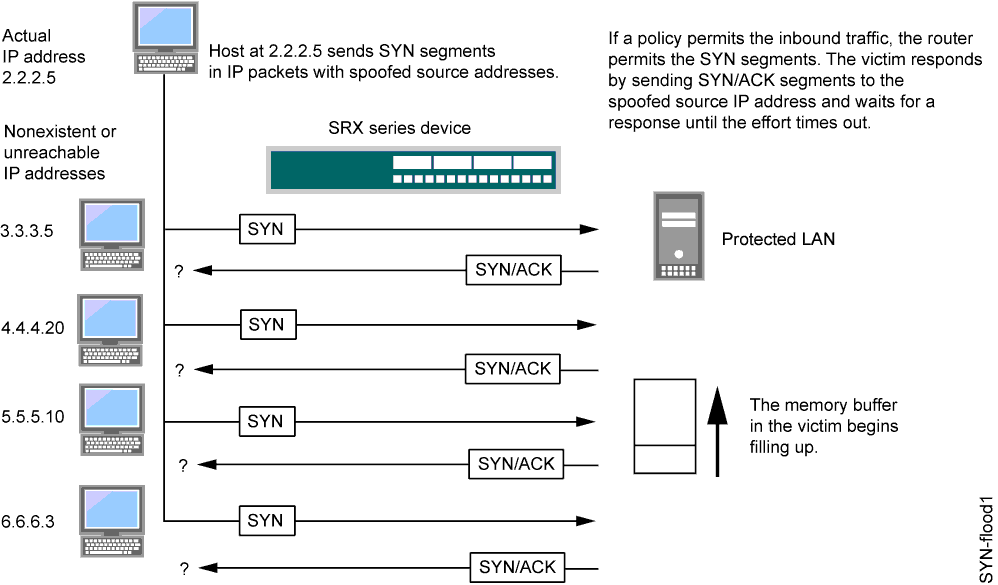 Actual
IP address
2.2.2.5
Host at 2.2.2.5 sends SYN segments
in IP packets with spoofed source addresses.
If a policy permits the inbound traffic, the router
permits the SYN segments. The victim responds
by sending SYN/ACK segments to the
spoofed source IP address and waits for a
response until the effort times out.
Nonexistent or
unreachable
IP addresses
SRX series device
3.3.3.5
SYN
Protected LAN
?
SYN/ACK
4.4.4.20
SYN
?
SYN/ACK
5.5.5.10
SYN
The memory buffer
in the victim begins
filling up.
?
SYN/ACK
6.6.6.3
SYN
?
SYN/ACK
SYN-flood1